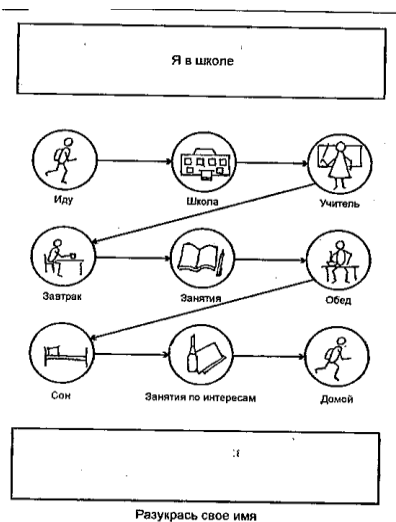 Я в школе
Иду
Школа
Учитель
Завтрак
Занятия
Обед
Сон
Занятия по интересам
Домой
Разукрась свое имя